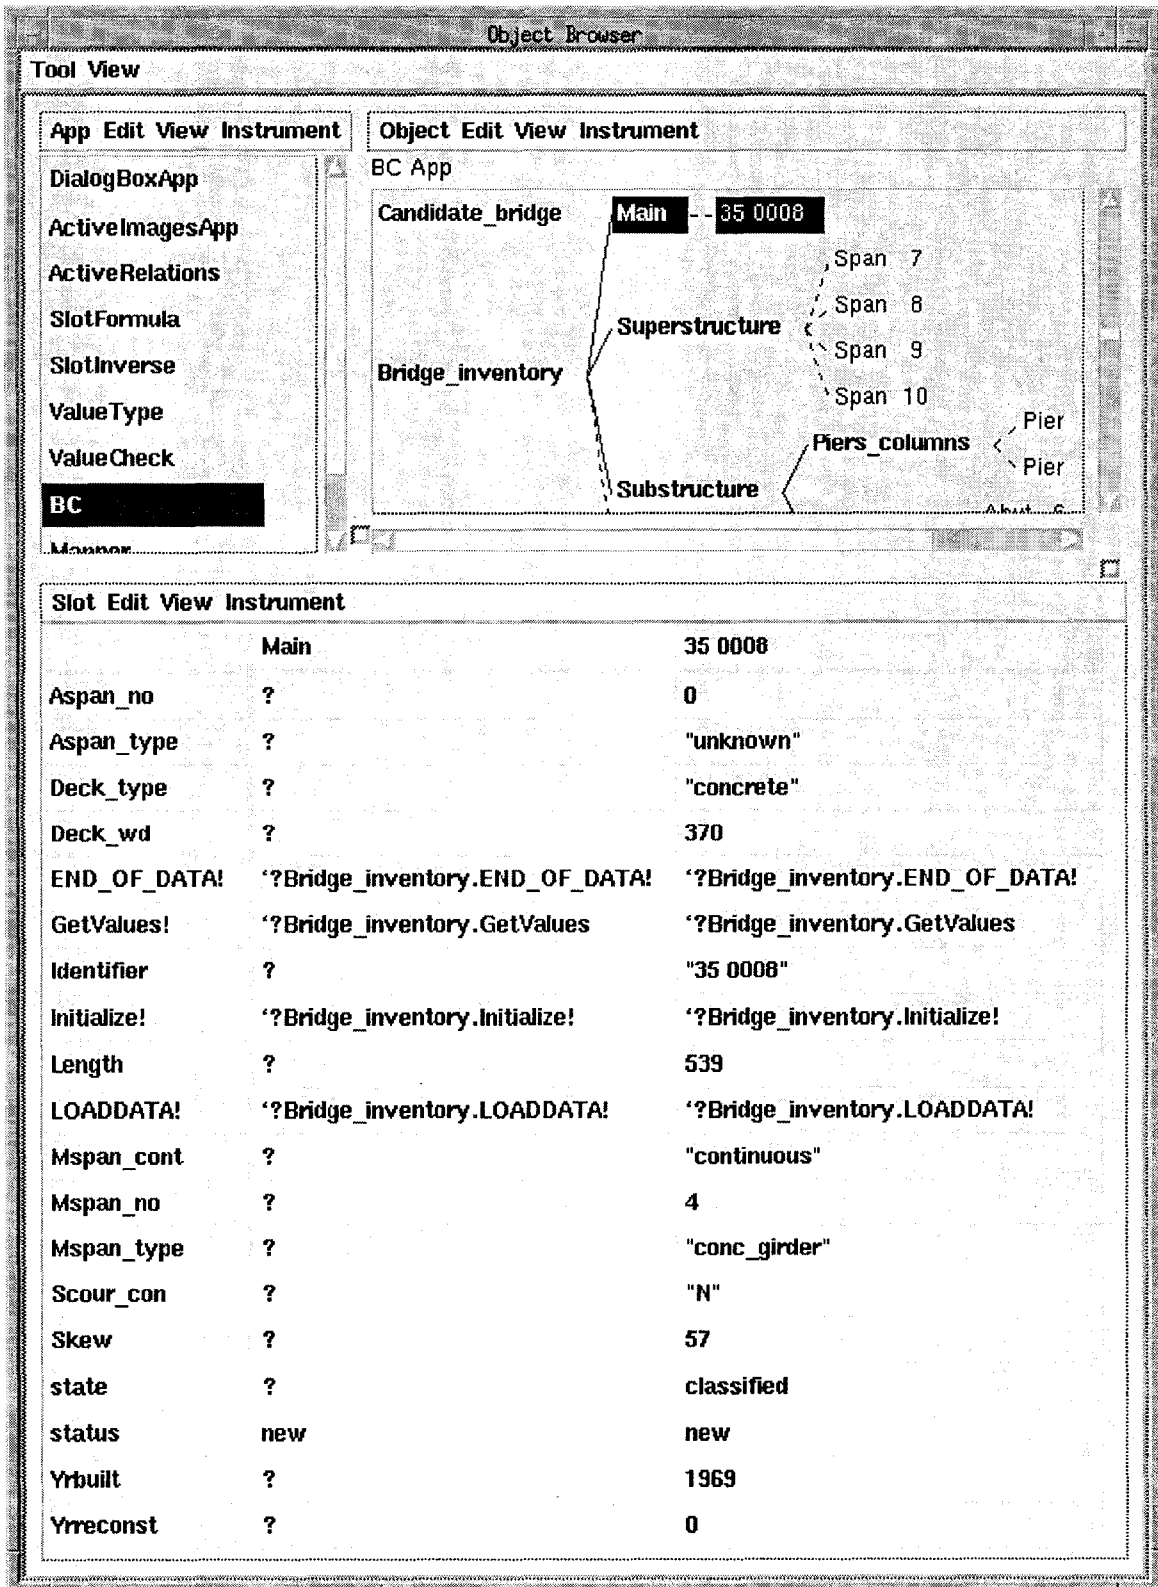 Object Browser
Tool View
App Edit View Instrument
DialogBoxApp
ActiveImagesApp
ActiveRelations
SlotFormula
SlotInverse
ValueType
ValueCheck
BC
Manner
Object Edit View Instrument
BC App
Candidate_bridge Main 35 0008
Span 7
Span 8
Superstructure
Span 9
Bridge_inventory
Span 10
Pier
Piers_columns
Pier
Substructure
Abut 6
Slot Edit View Instrument
Main 35 0008
Aspan_no ? 0
Aspan_type ? "unknown"
Deck_type ? "concrete"
Deck_wd ? 370
END_OF_DATA! '?Bridge_inventory.END_OF_DATA! '?Bridge_inventory.END_OF_DATA!
GetValues! '?Bridge_inventory.GetValues '?Bridge_inventory.GetValues
Identifier ? "35 0008"
Initialize! '?Bridge_inventory.Initialize! '?Bridge_inventory.Initialize!
Length ? 539
LOADDATA! '?Bridge_inventory.LOADDATA! '?Bridge_inventory.LOADDATA!
Mspan_cont ? "continuous"
Mspan_no ? 4
Mspan_type ? "conc_girder"
Scour_con ? "N"
Skew ? 57
state ? classified
status new new
Yrbuilt ? 1969
Yrreconst ? 0